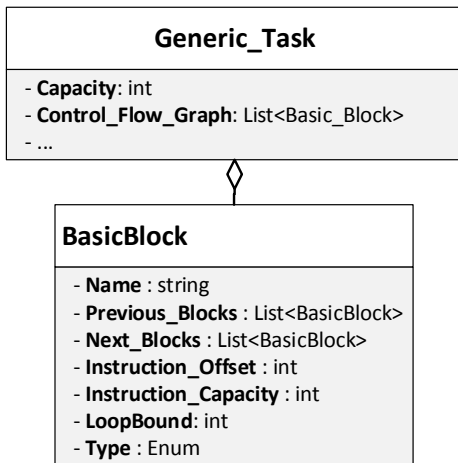 Generic_Task
- Capacity: int
- Control_Flow_Graph: List<Basic_Block>
- ...
BasicBlock
- Name : string
- Previous_Blocks : List<BasicBlock>
- Next_Blocks : List<BasicBlock>
- Instruction_Offset : int
- Instruction_Capacity : int
- LoopBound: int
- Type : Enum